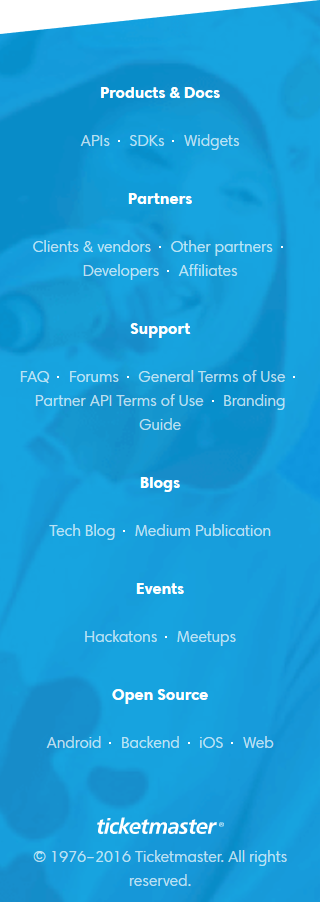 Products & Docs
APIs · SDKs · Widgets
Partners
Clients & vendors · Other partners ·
Developers · Affiliates
Support
FAQ · Forums · General Terms of Use ·
Partner API Terms of Use · Branding
Guide
Blogs
Tech Blog · Medium Publication
Events
Hackatons · Meetups
Open Source
Android · Backend · iOS · Web
ticketmaster®
© 1976–2016 Ticketmaster. All rights
reserved.